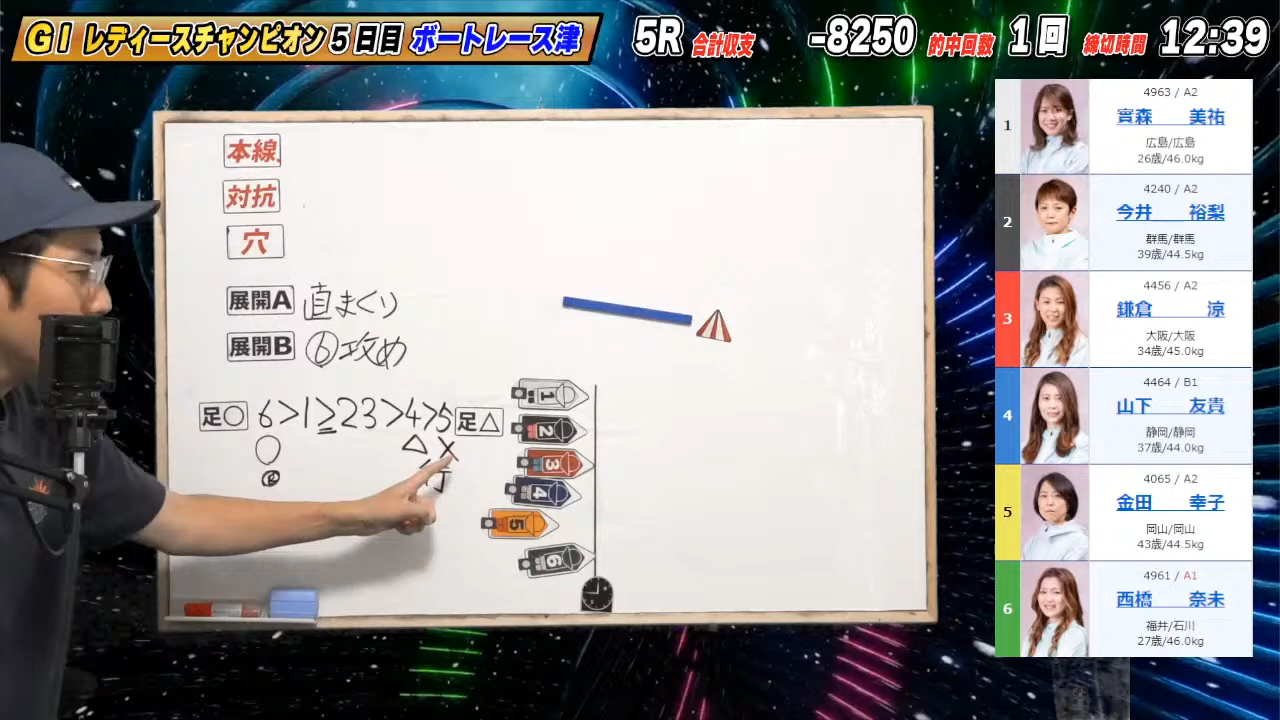 GI レディースチャンピオン5日目 ボートレース津
5R 合計収支 -8250 的中回数 1回 締切時間 12:39
本線
対抗
穴
展開A 直まくり
展開B ⑥攻め
足○ 6>1≧23>4>5 足△
○ △ ×
1
2
3
4
5
6
1
4963 / A2
實森 美祐
広島/広島
26歳/46.0kg
2
4240 / A2
今井 裕梨
群馬/群馬
39歳/44.5kg
3
4456 / A2
鎌倉 涼
大阪/大阪
34歳/45.0kg
4
4464 / B1
山下 友貴
静岡/静岡
37歳/44.0kg
5
4065 / A2
金田 幸子
岡山/岡山
43歳/44.5kg
6
4961 / A1
西橋 奈未
福井/石川
27歳/46.0kg